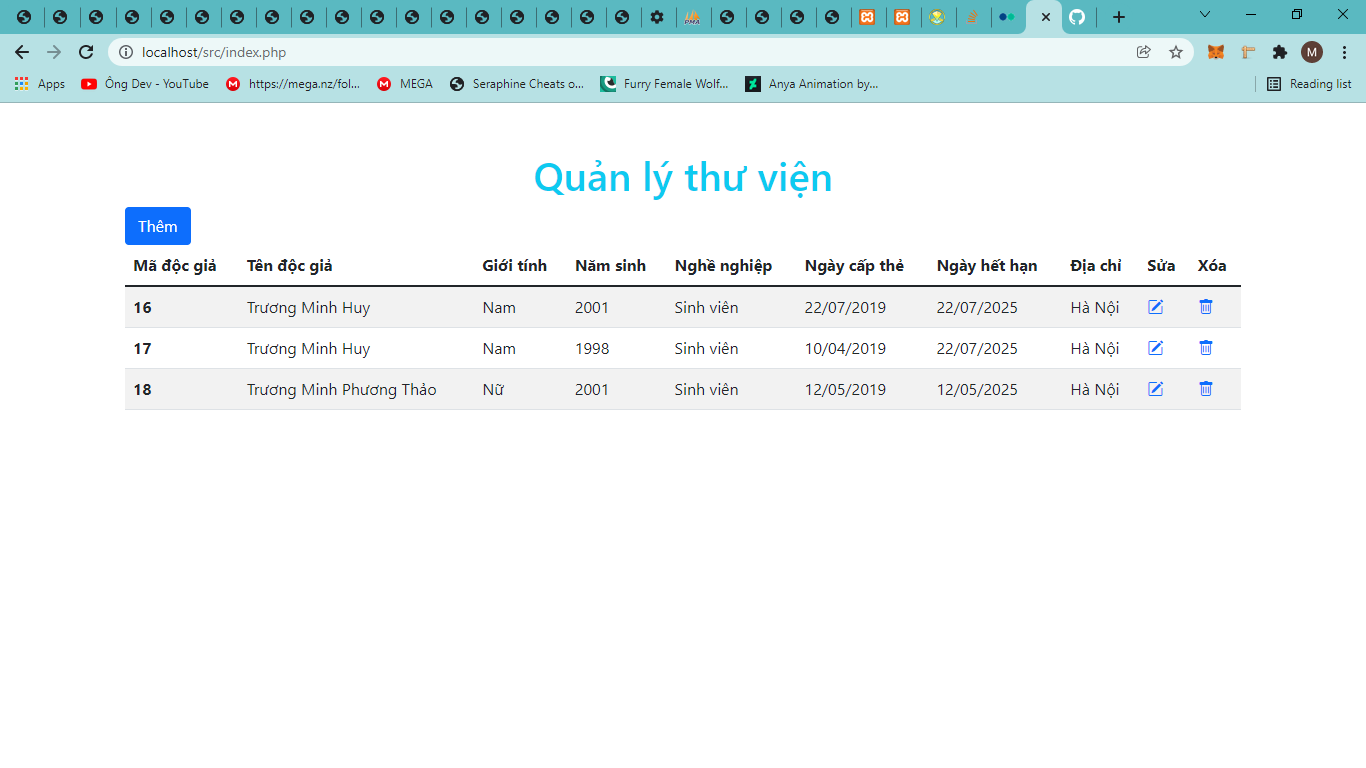 localhost/src/index.php
M
Apps Ông Dev - YouTube https://mega.nz/fol... MEGA Seraphine Cheats o... Furry Female Wolf... Anya Animation by... Reading list
Quản lý thư viện
Thêm
Mã độc giả Tên độc giả Giới tính Năm sinh Nghề nghiệp Ngày cấp thẻ Ngày hết hạn Địa chỉ Sửa Xóa
16 Trương Minh Huy Nam 2001 Sinh viên 22/07/2019 22/07/2025 Hà Nội
17 Trương Minh Huy Nam 1998 Sinh viên 10/04/2019 22/07/2025 Hà Nội
18 Trương Minh Phương Thảo Nữ 2001 Sinh viên 12/05/2019 12/05/2025 Hà Nội